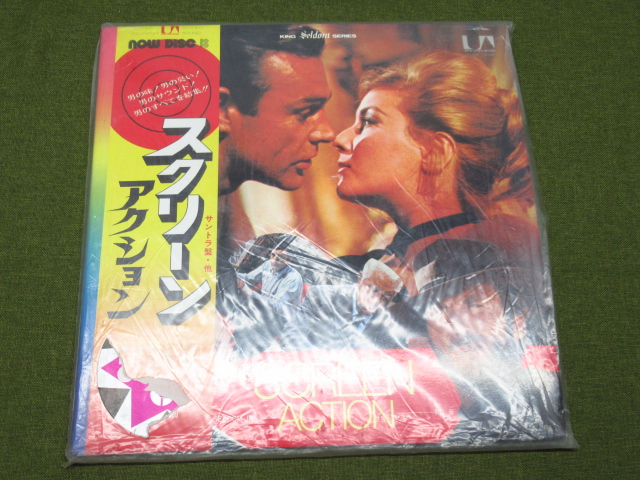 UA
NOW DISC
男の味!男の臭い!
男のサウンド!
男のすべてを結集!!
スクリーン
アクション
サントラ盤・他
KING Seldom SERIES
UA
SCREEN
ACTION